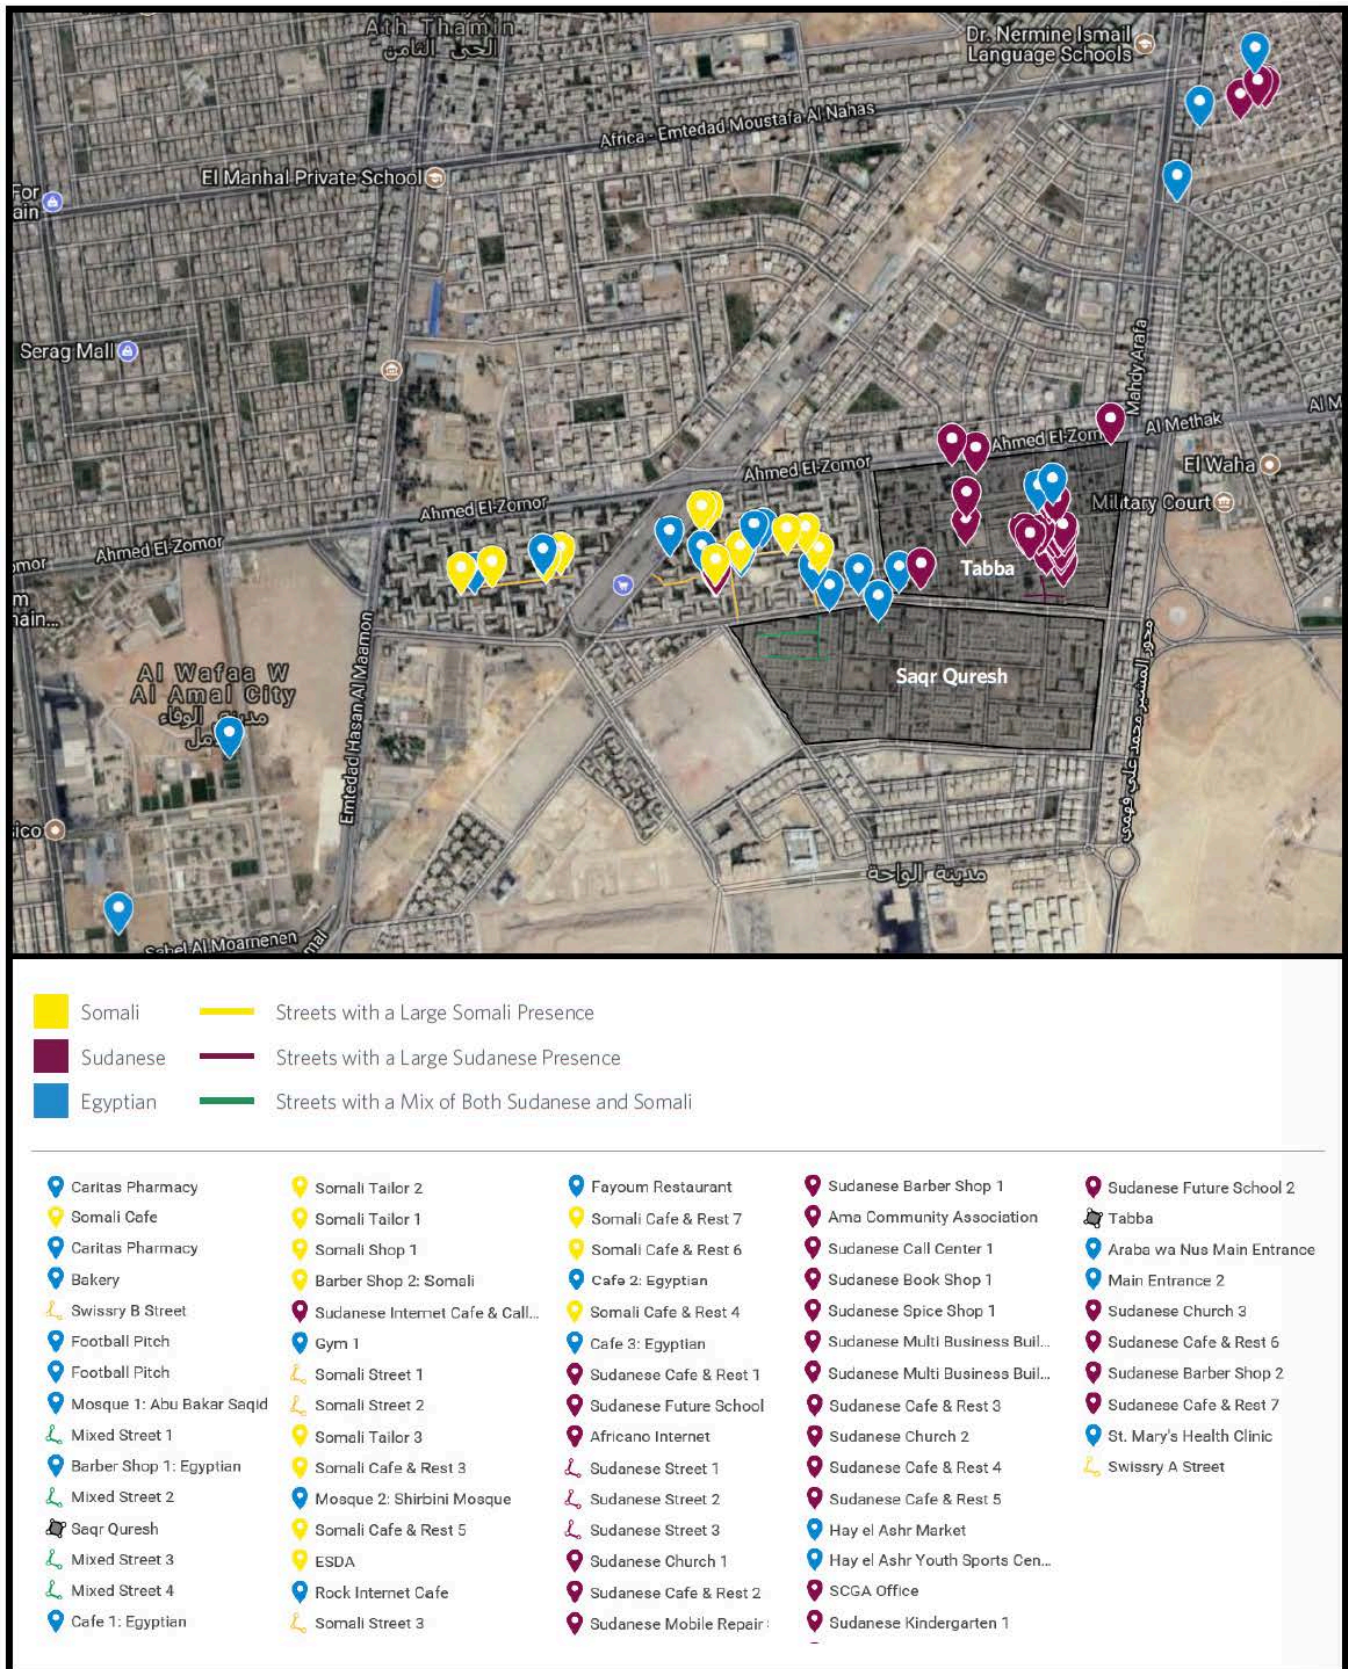 Ath Thamin
الحي الثامن
Dr. Nermine Ismail
Language Schools
Africa - Emtedad Moustafa Al Nahas
El Manhal Private School
For
ain
Serag Mall
Mahdy Arafa
Al Methak
Al M
Ahmed El-Zom
Ahmed El-Zomor
El Waha
Ahmed El-Zomor
Military Court
Ahmed El-Zomor
omor
Tabba
m
nain...
Emtedad Hasan Al Maamon
محور المشير محمد علي فهمي
Al Wafaa W
Al Amal City
مدينة الوفاء
Saqr Quresh
sico
مدينة الواحة
Sahel Al Moamenen
mal
Somali
Streets with a Large Somali Presence
Sudanese
Streets with a Large Sudanese Presence
Egyptian
Streets with a Mix of Both Sudanese and Somali
Caritas Pharmacy
Somali Cafe
Caritas Pharmacy
Bakery
Swissry B Street
Football Pitch
Football Pitch
Mosque 1: Abu Bakar Saqid
Mixed Street 1
Barber Shop 1: Egyptian
Mixed Street 2
Saqr Quresh
Mixed Street 3
Mixed Street 4
Cafe 1: Egyptian
Somali Tailor 2
Somali Tailor 1
Somali Shop 1
Barber Shop 2: Somali
Sudanese Internet Cafe & Call...
Gym 1
Somali Street 1
Somali Street 2
Somali Tailor 3
Somali Cafe & Rest 3
Mosque 2: Shirbini Mosque
Somali Cafe & Rest 5
ESDA
Rock Internet Cafe
Somali Street 3
Fayoum Restaurant
Somali Cafe & Rest 7
Somali Cafe & Rest 6
Cafe 2: Egyptian
Somali Cafe & Rest 4
Cafe 3: Egyptian
Sudanese Cafe & Rest 1
Sudanese Future School
Africano Internet
Sudanese Street 1
Sudanese Street 2
Sudanese Street 3
Sudanese Church 1
Sudanese Cafe & Rest 2
Sudanese Mobile Repair
Sudanese Barber Shop 1
Ama Community Association
Sudanese Call Center 1
Sudanese Book Shop 1
Sudanese Spice Shop 1
Sudanese Multi Business Buil...
Sudanese Multi Business Buil...
Sudanese Cafe & Rest 3
Sudanese Church 2
Sudanese Cafe & Rest 4
Sudanese Cafe & Rest 5
Hay el Ashr Market
Hay el Ashr Youth Sports Cen...
SCGA Office
Sudanese Kindergarten 1
Sudanese Future School 2
Tabba
Araba wa Nus Main Entrance
Main Entrance 2
Sudanese Church 3
Sudanese Cafe & Rest 6
Sudanese Barber Shop 2
Sudanese Cafe & Rest 7
St. Mary's Health Clinic
Swissry A Street